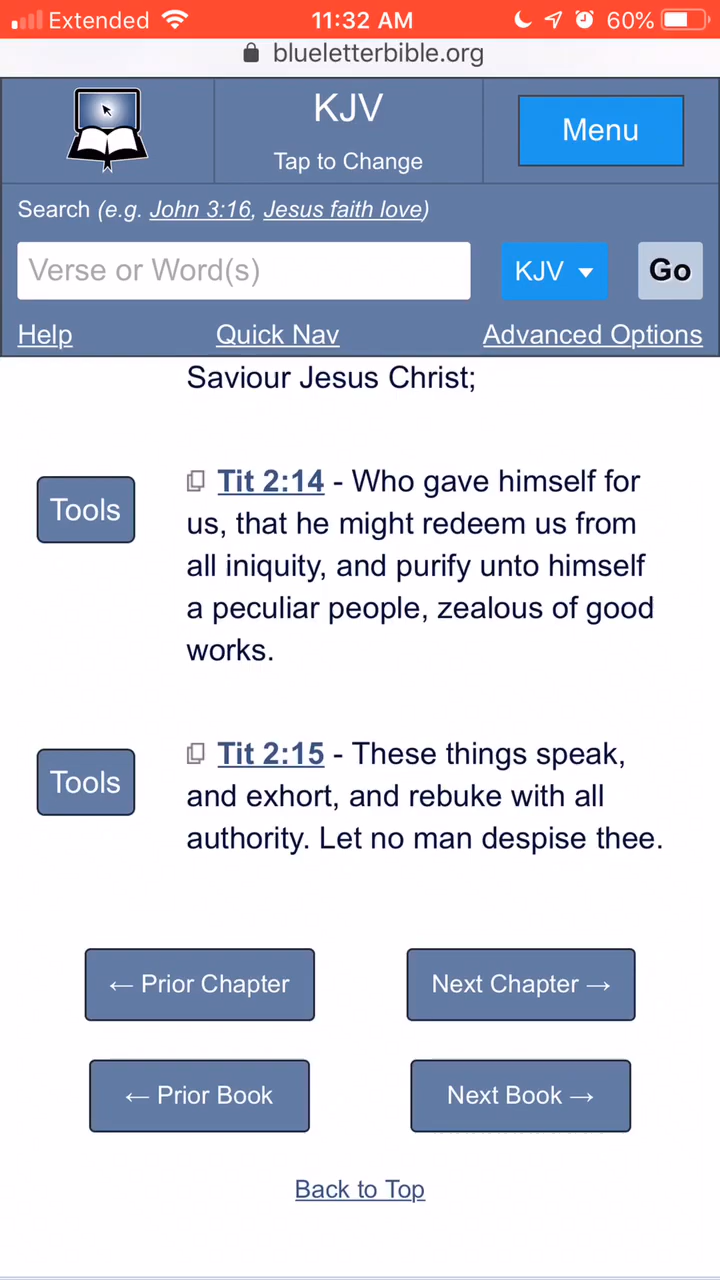 Extended 11:32 AM 60%
blueletterbible.org
KJV
Tap to Change
Menu
Search (e.g. John 3:16, Jesus faith love)
Verse or Word(s) KJV Go
Help Quick Nav Advanced Options
Saviour Jesus Christ;
Tools
Tit 2:14 - Who gave himself for
us, that he might redeem us from
all iniquity, and purify unto himself
a peculiar people, zealous of good
works.
Tools
Tit 2:15 - These things speak,
and exhort, and rebuke with all
authority. Let no man despise thee.
← Prior Chapter Next Chapter →
← Prior Book Next Book →
Back to Top